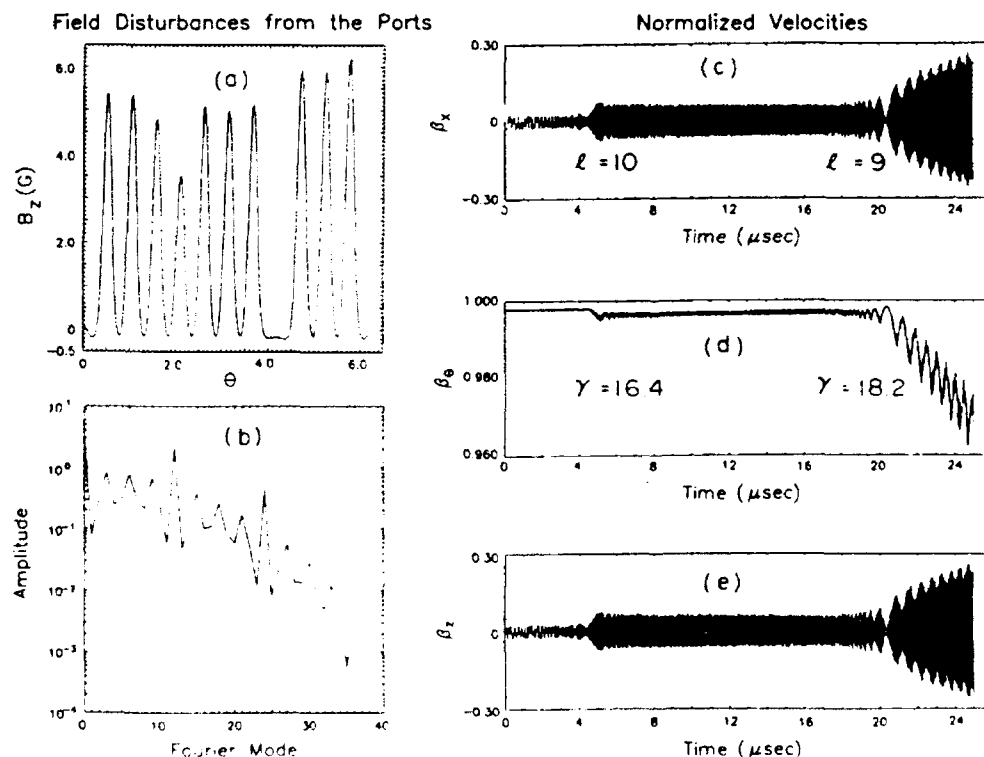 Field Disturbances from the Ports
(a)
6.0
4.0
2.0
0
-0.5
B_z(G)
0
2.0
4.0
6.0
θ
(b)
10¹
10⁰
10⁻¹
10⁻²
10⁻³
10⁻⁴
Amplitude
0
10
20
30
40
Fourier Mode
Normalized Velocities
(c)
0.30
0
-0.30
β_x
ℓ = 10
ℓ = 9
0
4
8
12
16
20
24
Time (μsec)
(d)
1.000
0.980
0.960
β_θ
γ = 16.4
γ = 18.2
0
4
8
12
16
20
24
Time (μsec)
(e)
0.30
0
-0.30
β_z
0
4
8
12
16
20
24
Time (μsec)